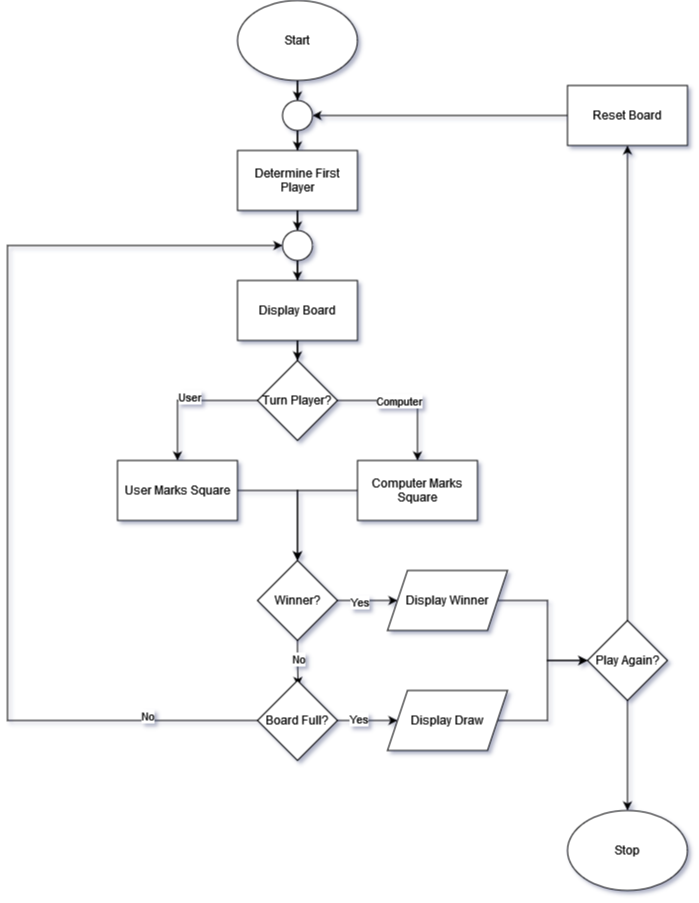 Start
Reset Board
Determine First
Player
Display Board
Turn Player?
User
Computer
User Marks Square
Computer Marks
Square
Winner?
Yes
Display Winner
No
Play Again?
Board Full?
Yes
Display Draw
No
Stop